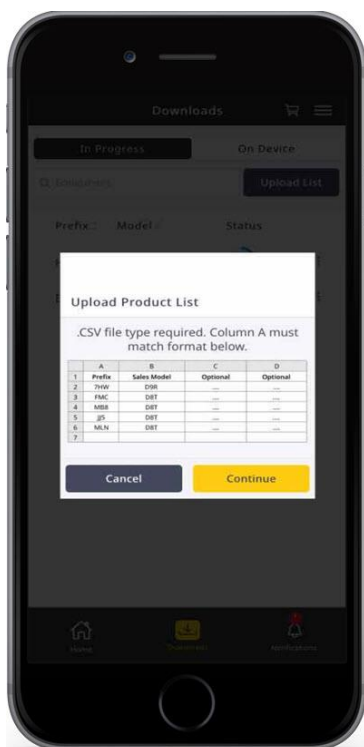 Downloads
In Progress On Device
Upload List
Prefix Model Status
Upload Product List
.CSV file type required. Column A must
match format below.
A B C D
1 Prefix Sales Model Optional Optional
2 7HW D9R ... ...
3 FMC D8T ... ...
4 MB8 D8T ... ...
5 JJ5 D8T ... ...
6 MLN D8T ... ...
7
Cancel Continue
Home Downloads Notifications